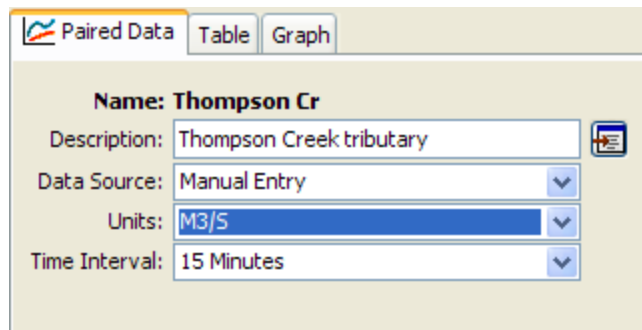 Paired Data Table Graph
Name: Thompson Cr
Description: Thompson Creek tributary
Data Source: Manual Entry
Units: M3/S
Time Interval: 15 Minutes